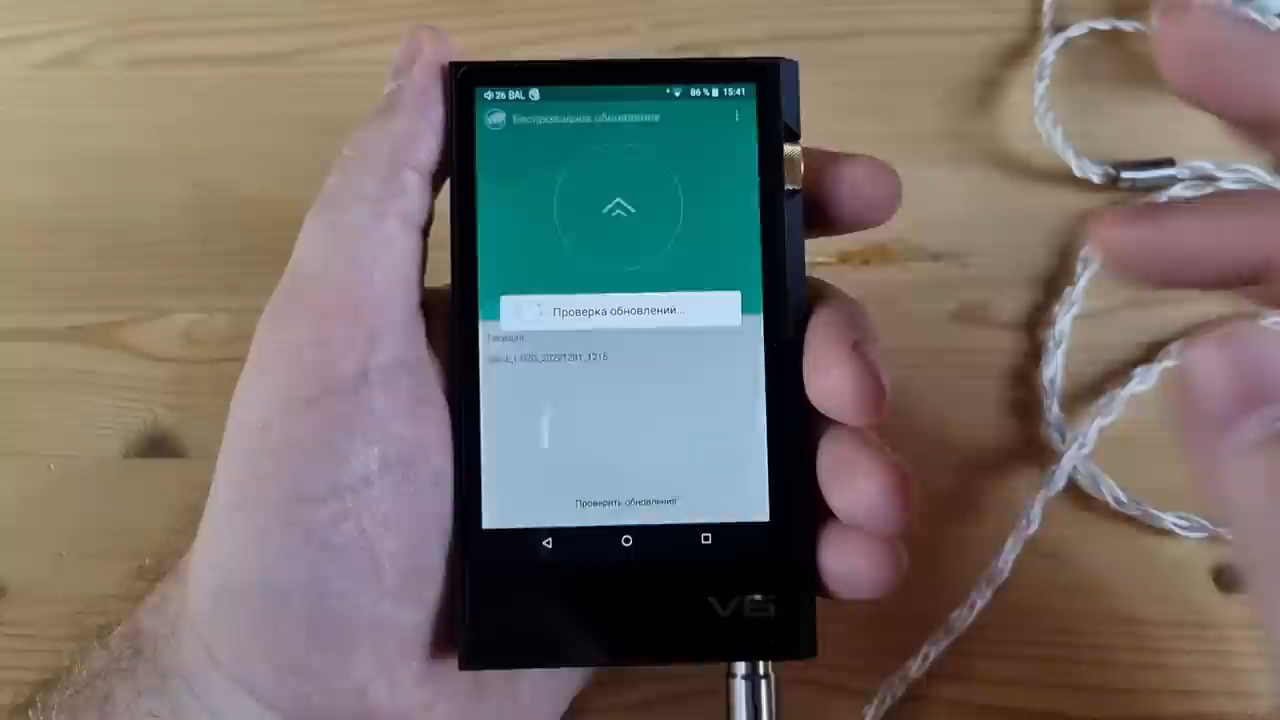 26 BAL 86 % 15:41
Беспроводное обновление
Проверка обновлений...
Текущая
Проверить обновления
V6